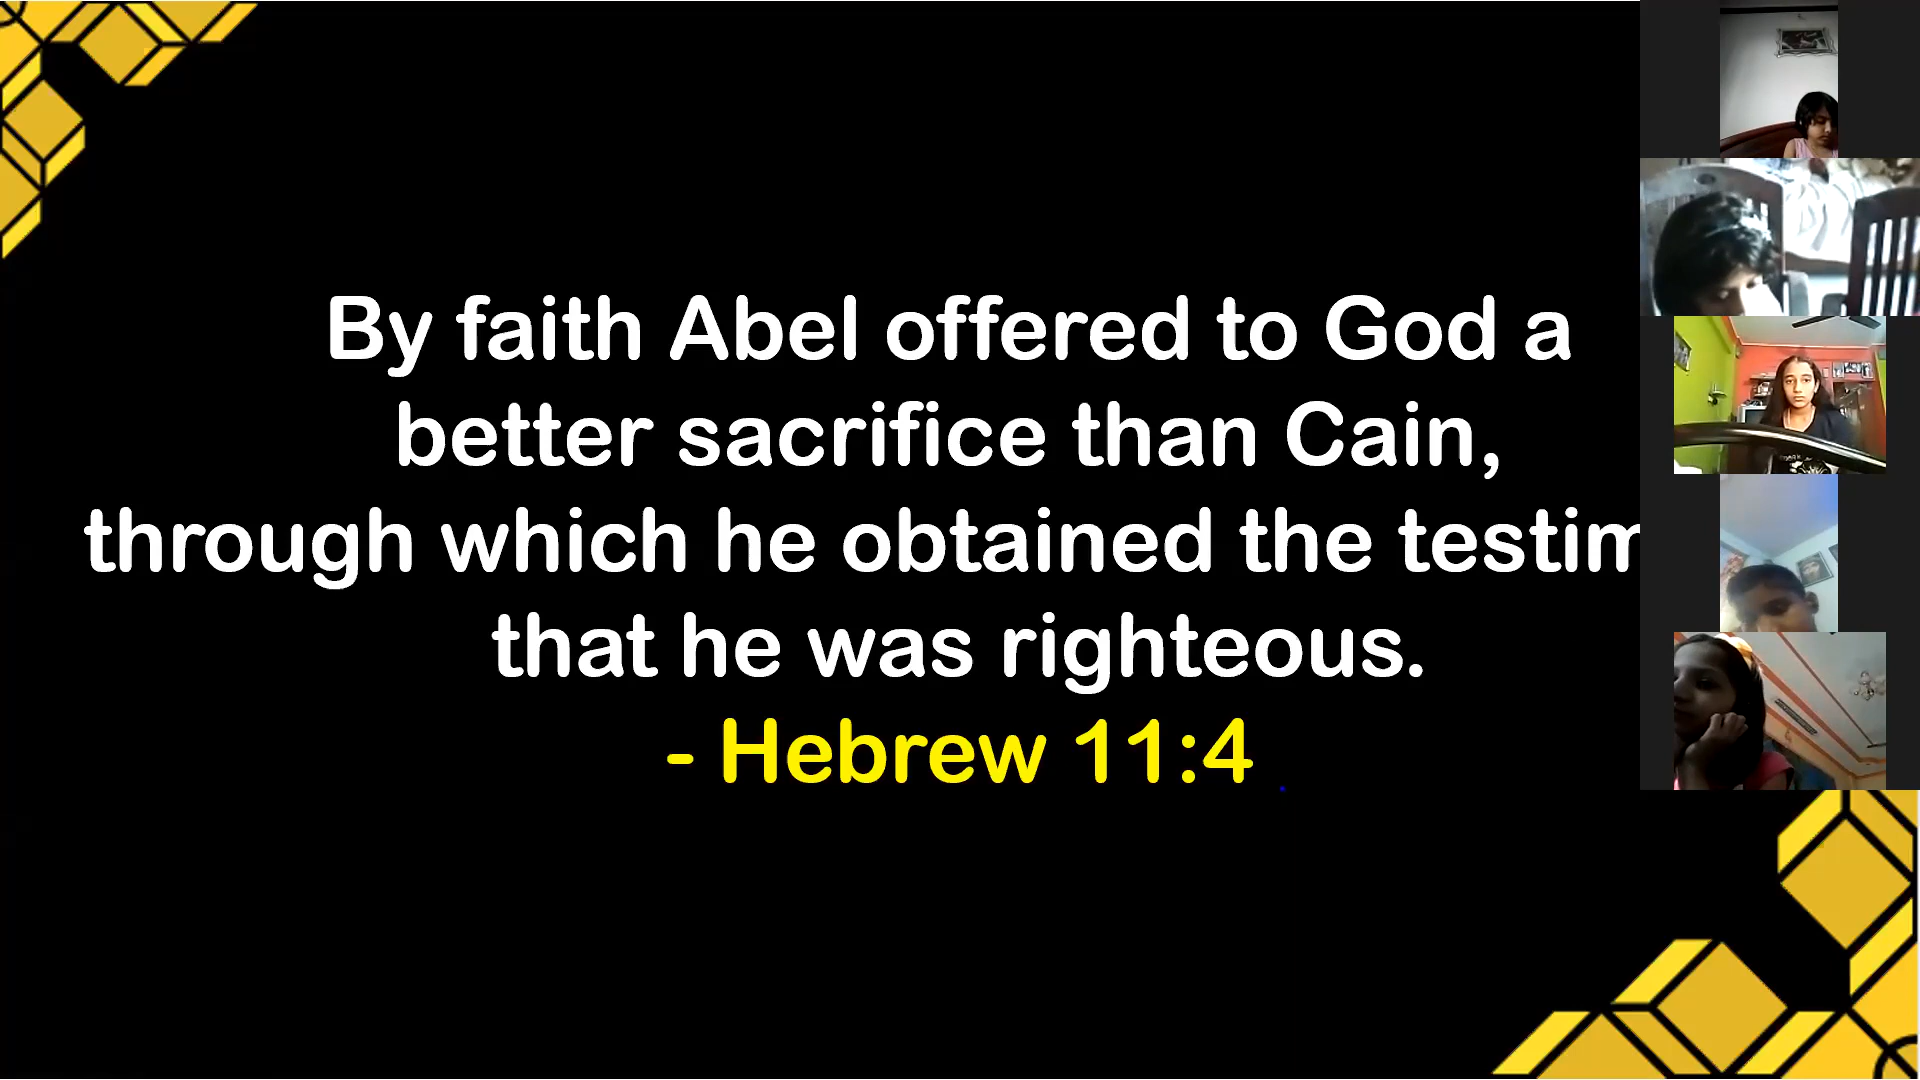 By faith Abel offered to God a
better sacrifice than Cain,
through which he obtained the
that he was righteous.
- Hebrew 11:4